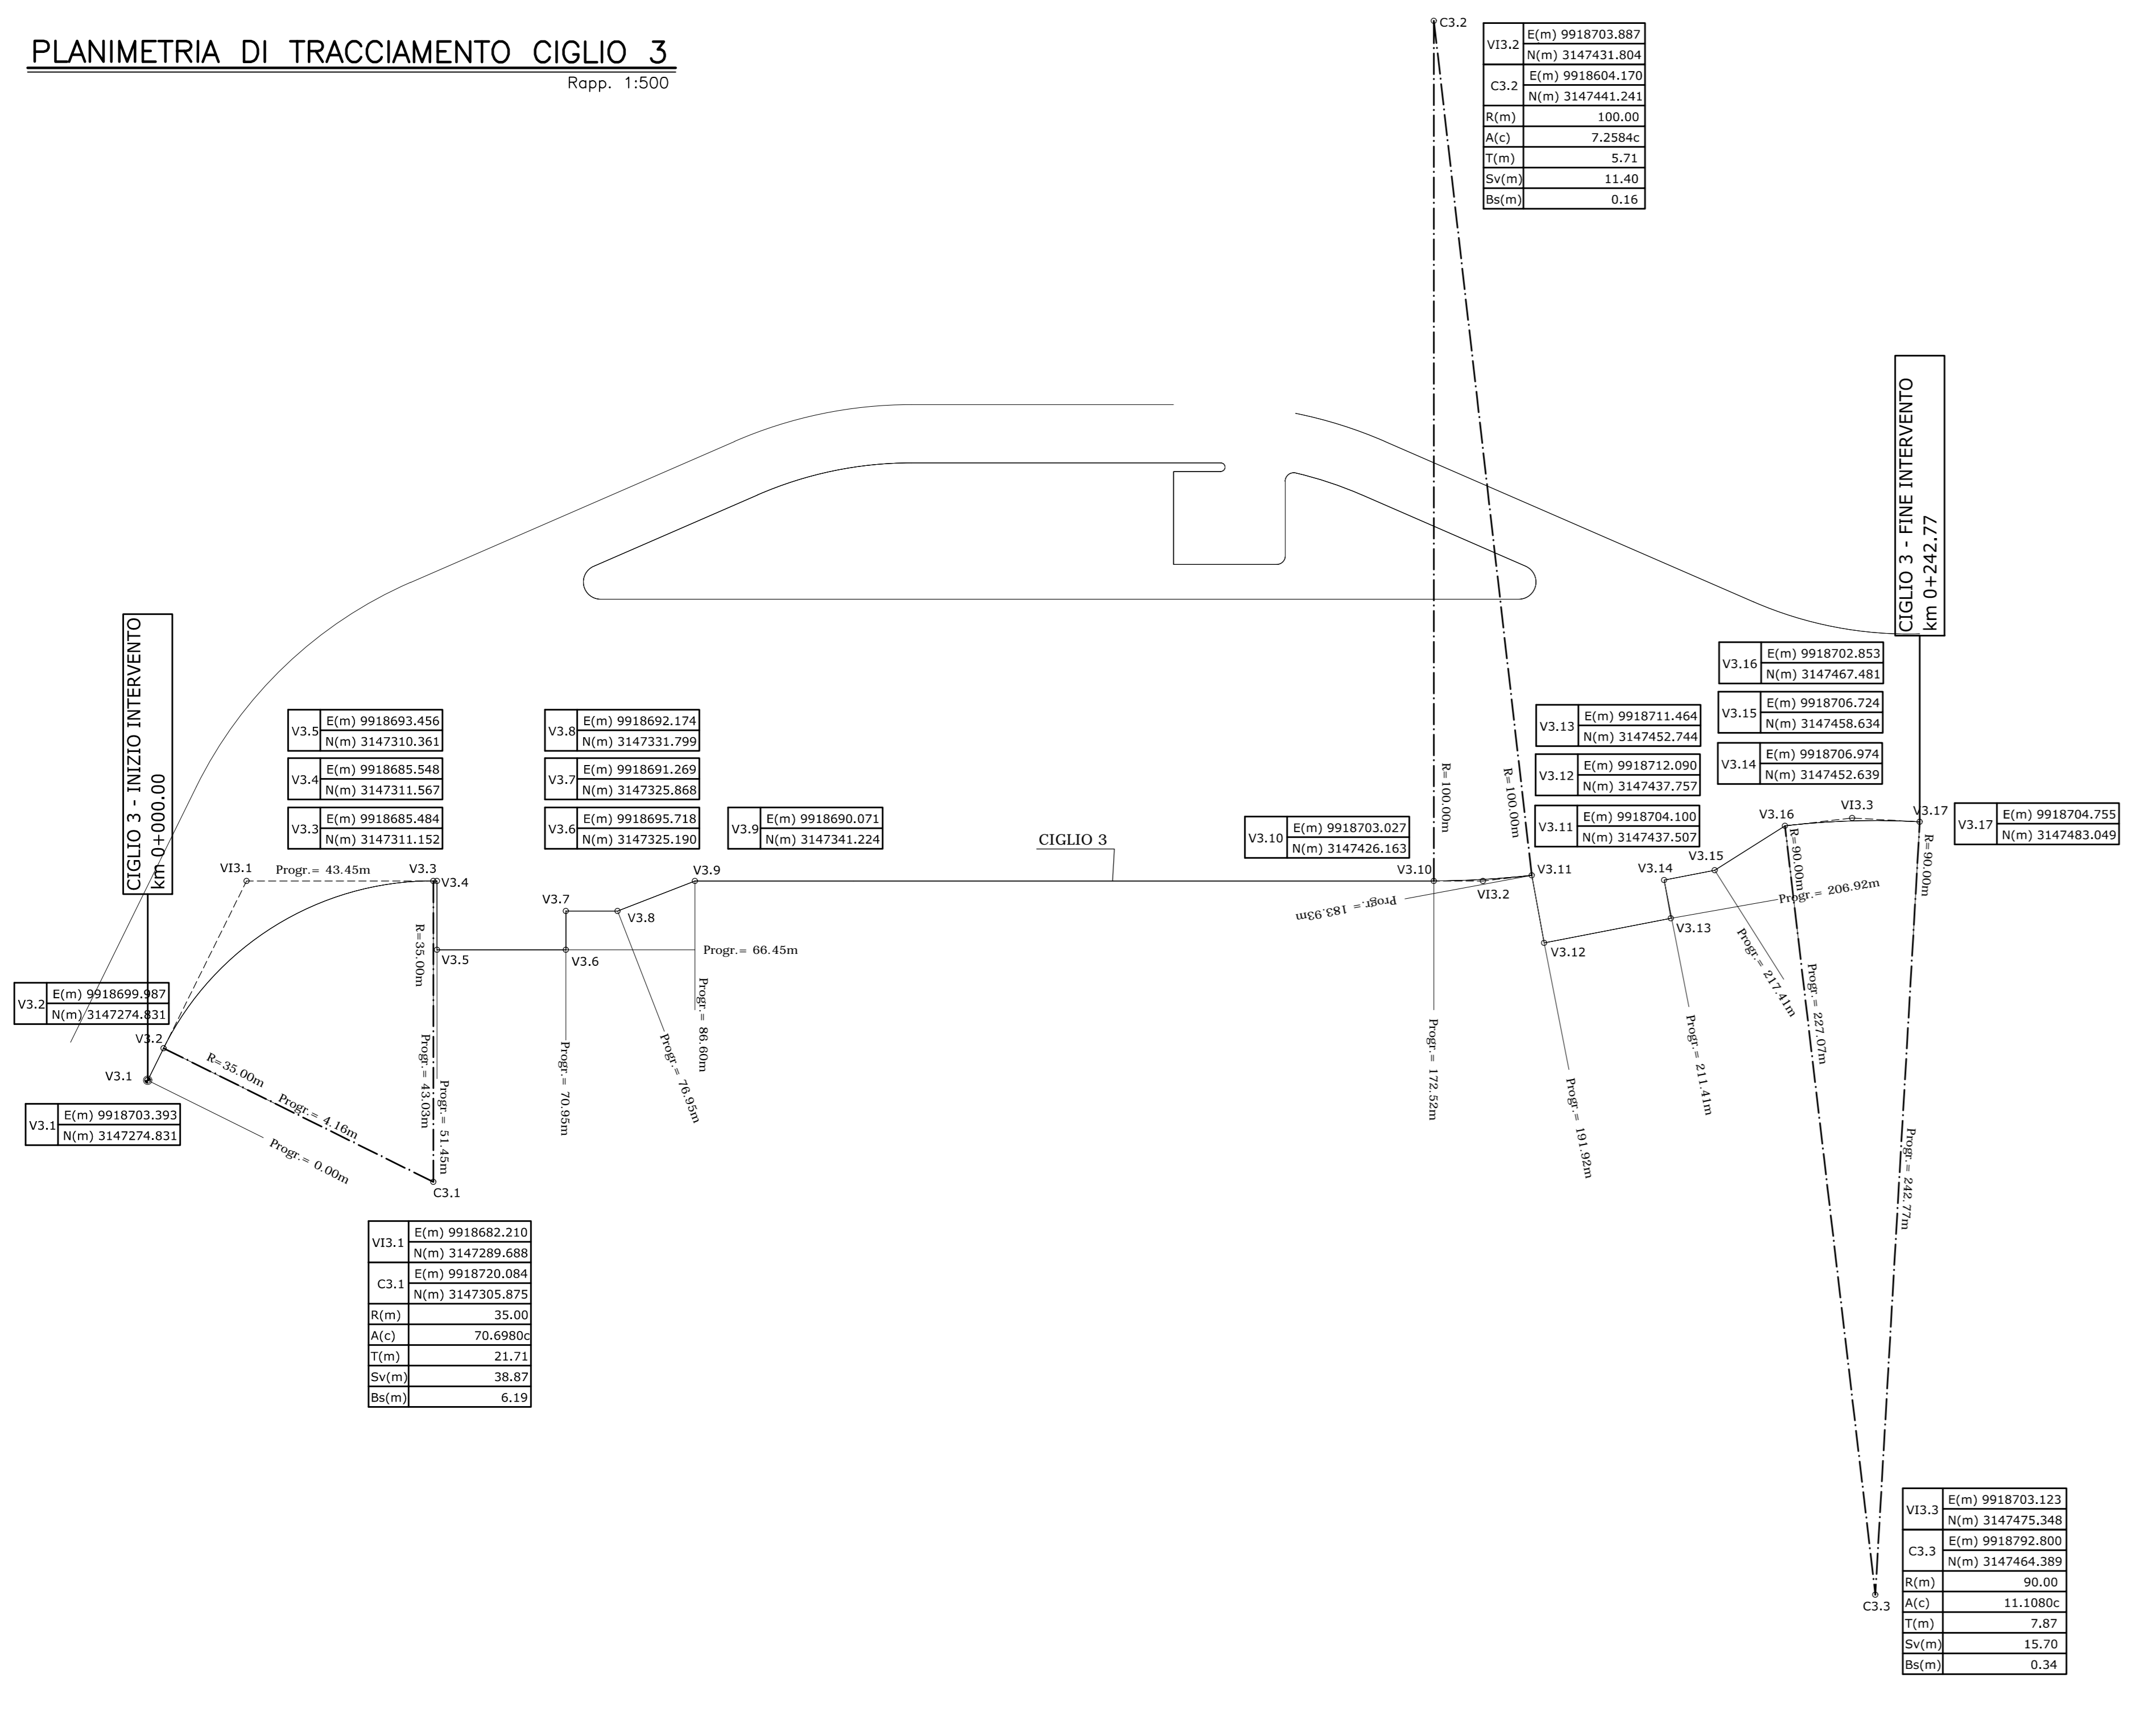 PLANIMETRIA DI TRACCIAMENTO CIGLIO 3
Rapp. 1:500
C3.2
VI3.2
E(m) 9918703.887
N(m) 3147431.804
C3.2
E(m) 9918604.170
N(m) 3147441.241
R(m) 100.00
A(c) 7.2584c
T(m) 5.71
Sv(m) 11.40
Bs(m) 0.16
CIGLIO 3 - INIZIO INTERVENTO
km 0+000.00
CIGLIO 3 - FINE INTERVENTO
km 0+242.77
V3.5
E(m) 9918693.456
N(m) 3147310.361
V3.4
E(m) 9918685.548
N(m) 3147311.567
V3.3
E(m) 9918685.484
N(m) 3147311.152
V3.8
E(m) 9918692.174
N(m) 3147331.799
V3.7
E(m) 9918691.269
N(m) 3147325.868
V3.6
E(m) 9918695.718
N(m) 3147325.190
V3.9
E(m) 9918690.071
N(m) 3147341.224
V3.10
E(m) 9918703.027
N(m) 3147426.163
V3.13
E(m) 9918711.464
N(m) 3147452.744
V3.12
E(m) 9918712.090
N(m) 3147437.757
V3.11
E(m) 9918704.100
N(m) 3147437.507
V3.16
E(m) 9918702.853
N(m) 3147467.481
V3.15
E(m) 9918706.724
N(m) 3147458.634
V3.14
E(m) 9918706.974
N(m) 3147452.639
V3.17
E(m) 9918704.755
N(m) 3147483.049
V3.2
E(m) 9918699.987
N(m) 3147274.831
V3.1
E(m) 9918703.393
N(m) 3147274.831
VI3.1
Progr.= 43.45m
V3.3
V3.4
V3.5
V3.7
V3.6
V3.8
V3.9
CIGLIO 3
V3.10
VI3.2
V3.11
V3.12
V3.13
V3.14
V3.15
V3.16
VI3.3
V3.17
V3.2
V3.1
C3.1
R=35.00m
R=35.00m
Progr.= 4.16m
Progr.= 0.00m
Progr.= 43.03m
Progr.= 51.45m
Progr.= 66.45m
Progr.= 70.95m
Progr.= 76.95m
Progr.= 86.60m
R=100.00m
R=100.00m
Progr.= 172.52m
Progr.= 183.93m
Progr.= 191.92m
Progr.= 206.92m
Progr.= 211.41m
Progr.= 217.41m
R=90.00m
R=90.00m
Progr.= 227.07m
Progr.= 242.77m
VI3.1
E(m) 9918682.210
N(m) 3147289.688
C3.1
E(m) 9918720.084
N(m) 3147305.875
R(m) 35.00
A(c) 70.6980c
T(m) 21.71
Sv(m) 38.87
Bs(m) 6.19
C3.3
VI3.3
E(m) 9918703.123
N(m) 3147475.348
C3.3
E(m) 9918792.800
N(m) 3147464.389
R(m) 90.00
A(c) 11.1080c
T(m) 7.87
Sv(m) 15.70
Bs(m) 0.34